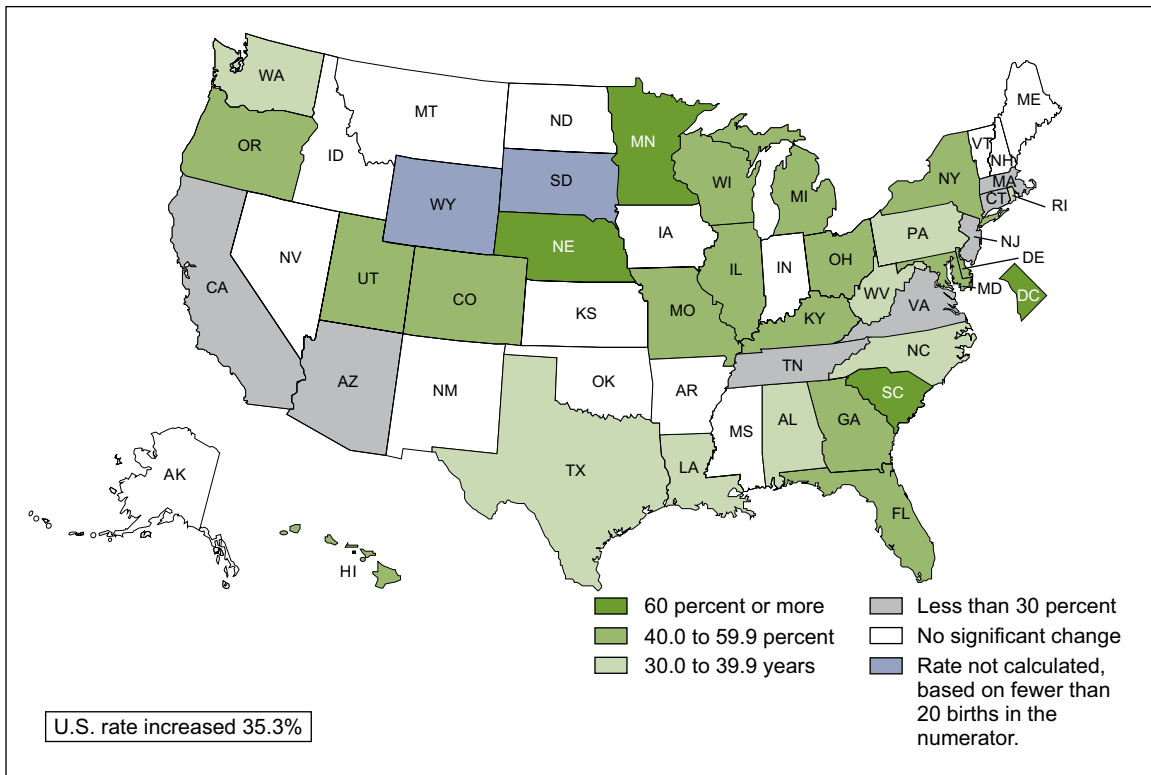 WA
MT
ND
MN
ME
VT
NH
OR
ID
SD
WI
MI
NY
MA
CT
RI
WY
IA
PA
NJ
NE
NV
IL
IN
OH
DE
UT
CO
WV
MD
DC
CA
KS
MO
KY
VA
AZ
NM
OK
AR
TN
NC
SC
MS
AL
GA
TX
LA
AK
FL
HI
60 percent or more
40.0 to 59.9 percent
30.0 to 39.9 years
Less than 30 percent
No significant change
Rate not calculated,
based on fewer than
20 births in the
numerator.
U.S. rate increased 35.3%